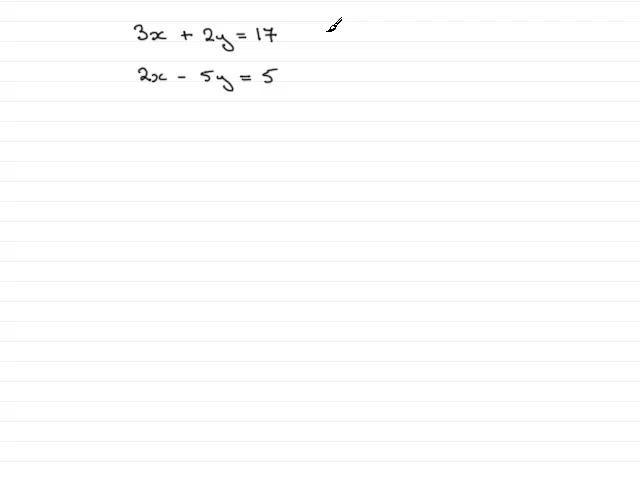 3x + 2y = 17
2x - 5y = 5